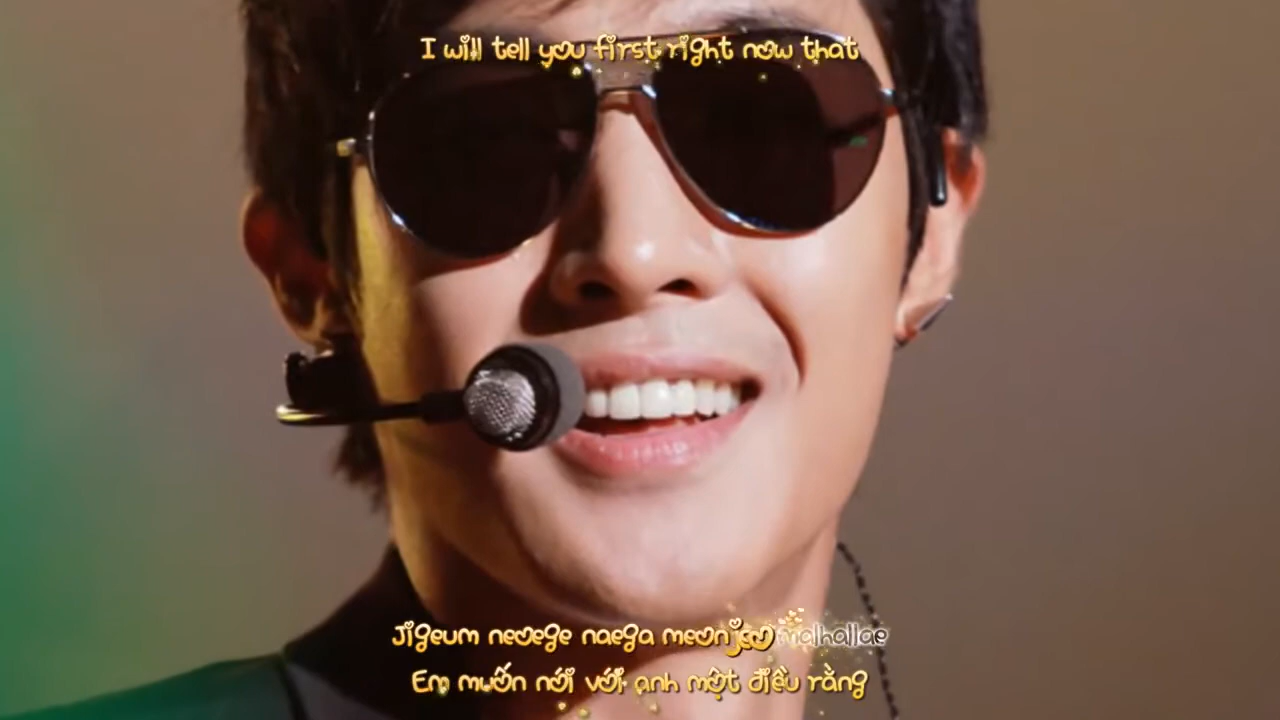 I will tell you first right now that
Jigeum neoege naega meonjeo malhallae
Em muốn nói với anh một điều rằng